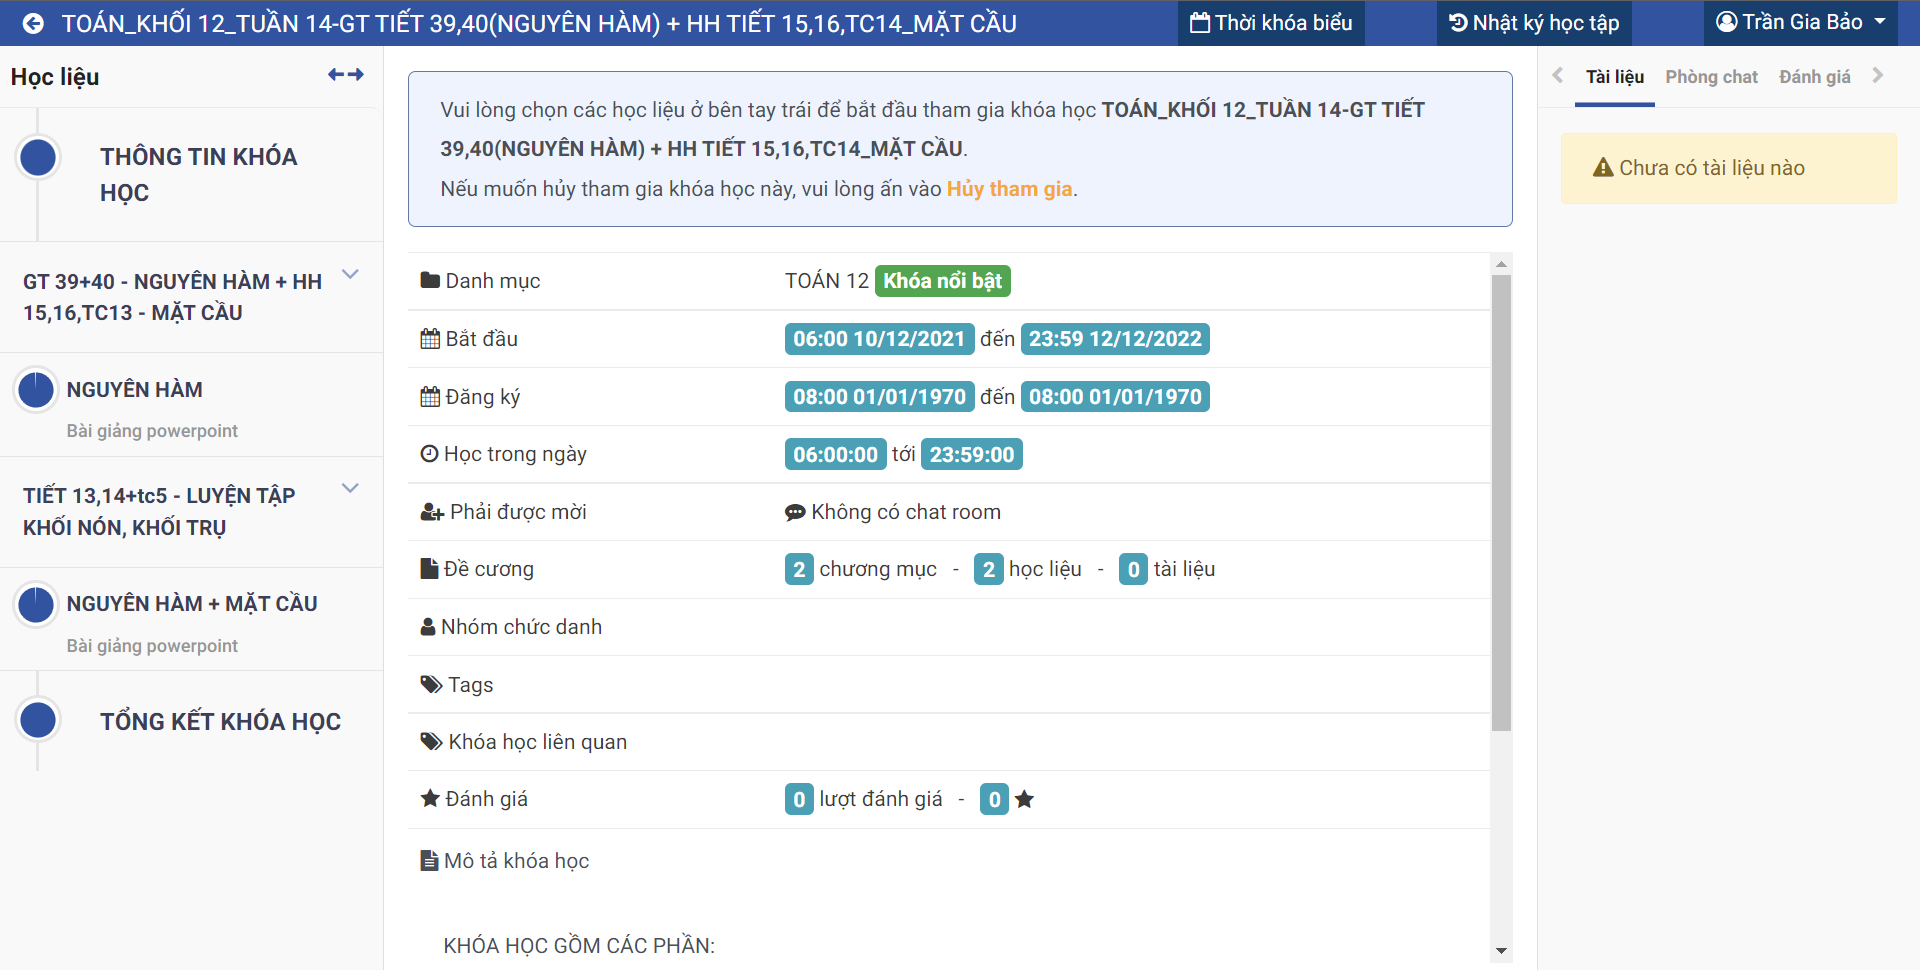 TOÁN_KHỐI 12_TUẦN 14-GT TIẾT 39,40(NGUYÊN HÀM) + HH TIẾT 15,16,TC14_MẶT CẦU
Thời khóa biểu
Nhật ký học tập
Trần Gia Bảo
Học liệu
THÔNG TIN KHÓA
HỌC
GT 39+40 - NGUYÊN HÀM + HH
15,16,TC13 - MẶT CẦU
NGUYÊN HÀM
Bài giảng powerpoint
TIẾT 13,14+tc5 - LUYỆN TẬP
KHỐI NÓN, KHỐI TRỤ
NGUYÊN HÀM + MẶT CẦU
Bài giảng powerpoint
TỔNG KẾT KHÓA HỌC
Vui lòng chọn các học liệu ở bên tay trái để bắt đầu tham gia khóa học TOÁN_KHỐI 12_TUẦN 14-GT TIẾT
39,40(NGUYÊN HÀM) + HH TIẾT 15,16,TC14_MẶT CẦU.
Nếu muốn hủy tham gia khóa học này, vui lòng ấn vào Hủy tham gia.
Danh mục TOÁN 12 Khóa nổi bật
Bắt đầu 06:00 10/12/2021 đến 23:59 12/12/2022
Đăng ký 08:00 01/01/1970 đến 08:00 01/01/1970
Học trong ngày 06:00:00 tới 23:59:00
Phải được mời Không có chat room
Đề cương 2 chương mục - 2 học liệu - 0 tài liệu
Nhóm chức danh
Tags
Khóa học liên quan
Đánh giá 0 lượt đánh giá - 0
Mô tả khóa học
KHÓA HỌC GỒM CÁC PHẦN:
Tài liệu Phòng chat Đánh giá
Chưa có tài liệu nào